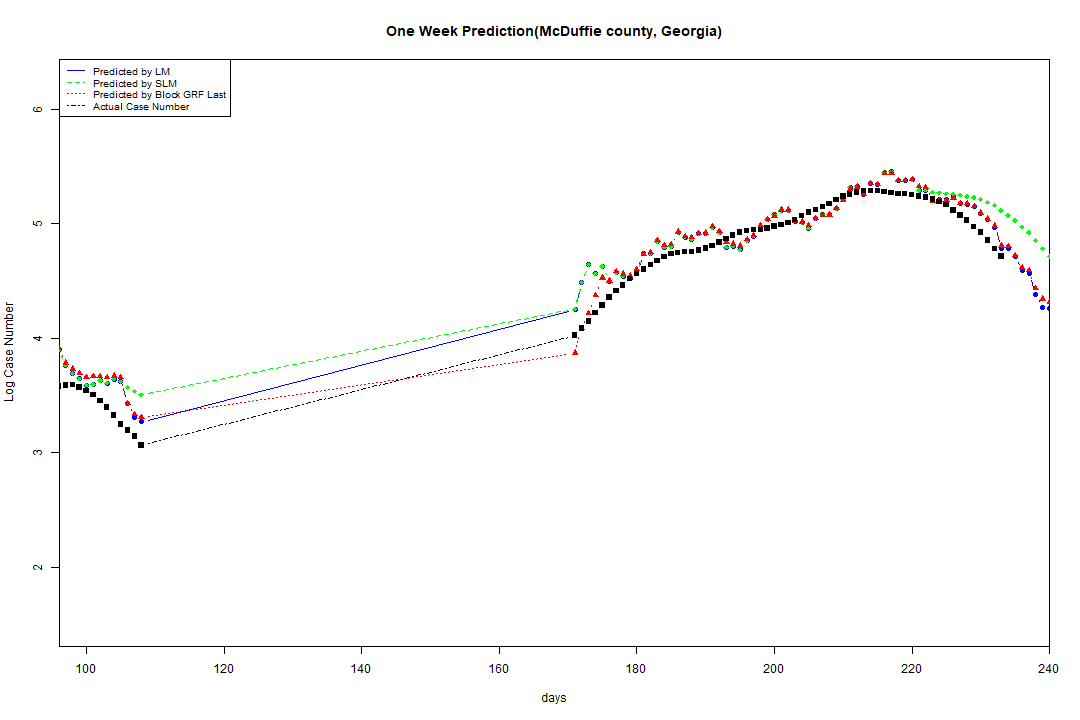 One Week Prediction(McDuffie county, Georgia)
Predicted by LM
Predicted by SLM
Predicted by Block GRF Last
Actual Case Number
Log Case Number
6
5
4
3
2
100 120 140 160 180 200 220 240
days